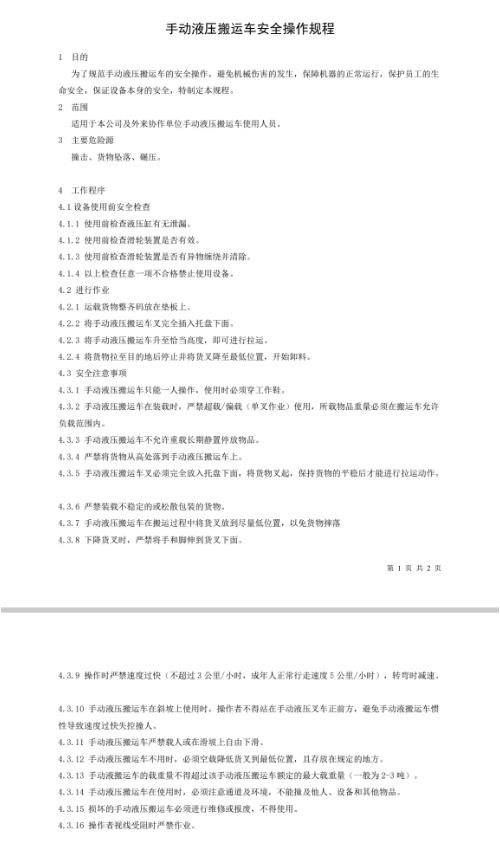 手动液压搬运车安全操作规程
1 目的
为了规范手动液压搬运车的安全操作，避免机械伤害的发生，保障机器的正常运行，保护员工的生
命安全，保证设备本身的安全，特制定本规程。
2 范围
适用于本公司及外来协作单位手动液压搬运车使用人员。
3 主要危险源
撞击、货物坠落、碾压。
4 工作程序
4.1设备使用前安全检查
4.1.1 使用前检查液压缸有无泄漏。
4.1.2 使用前检查滑轮装置是否有效。
4.1.3 使用前检查滑轮装置是否有异物缠绕并清除。
4.1.4 以上检查任意一项不合格禁止使用设备。
4.2 进行作业
4.2.1 运载货物整齐码放在垫板上。
4.2.2 将手动液压搬运车叉完全插入托盘下面。
4.2.3 将手动液压搬运车升至恰当高度，即可进行拉运。
4.2.4 将货物拉至目的地后停止并将货叉降至最低位置，开始卸料。
4.3 安全注意事项
4.3.1 手动液压搬运车只能一人操作，使用时必须穿工作鞋。
4.3.2 手动液压搬运车在装载时，严禁超载/偏载（单叉作业）使用，所载物品重量必须在搬运车允许
负载范围内。
4.3.3 手动液压搬运车不允许重载长期静置停放物品。
4.3.4 严禁将货物从高处落到手动液压搬运车上。
4.3.5 手动液压搬运车叉必须完全放入托盘下面，将货物叉起，保持货物的平稳后才能进行拉运动作。
4.3.6 严禁装载不稳定的或松散包装的货物。
4.3.7 手动液压搬运车在搬运过程中将货叉放到尽量低位置，以免货物摔落
4.3.8 下降货叉时，严禁将手和脚伸到货叉下面。
第 1 页 共 2 页
4.3.9 操作时严禁速度过快（不超过3公里/小时，成年人正常行走速度5公里/小时），转弯时减速。
4.3.10 手动液压搬运车在斜坡上使用时，操作者不得站在手动液压叉车正前方，避免手动液搬运车惯
性导致速度过快失控撞人。
4.3.11 手动液压搬运车严禁载人或在滑坡上自由下滑。
4.3.12 手动液压搬运车不用时，必须空载降低货叉到最低位置，且存放在规定的地方。
4.3.13 手动液搬运车的载重量不得超过该手动液压搬运车额定的最大载重量（一般为2-3吨）。
4.3.14 手动液压搬运车在使用时，必须注意通道及环境，不能撞及他人、设备和其他物品。
4.3.15 损坏的手动液压搬运车必须进行维修或报废，不得使用。
4.3.16 操作者视线受阻时严禁作业。